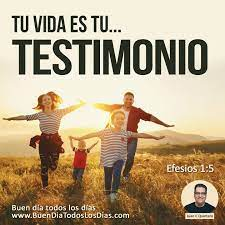 TU VIDA ES TU...
TESTIMONIO
Efesios 1:5
Buen día todos los días
www.BuenDiaTodosLosDias.com